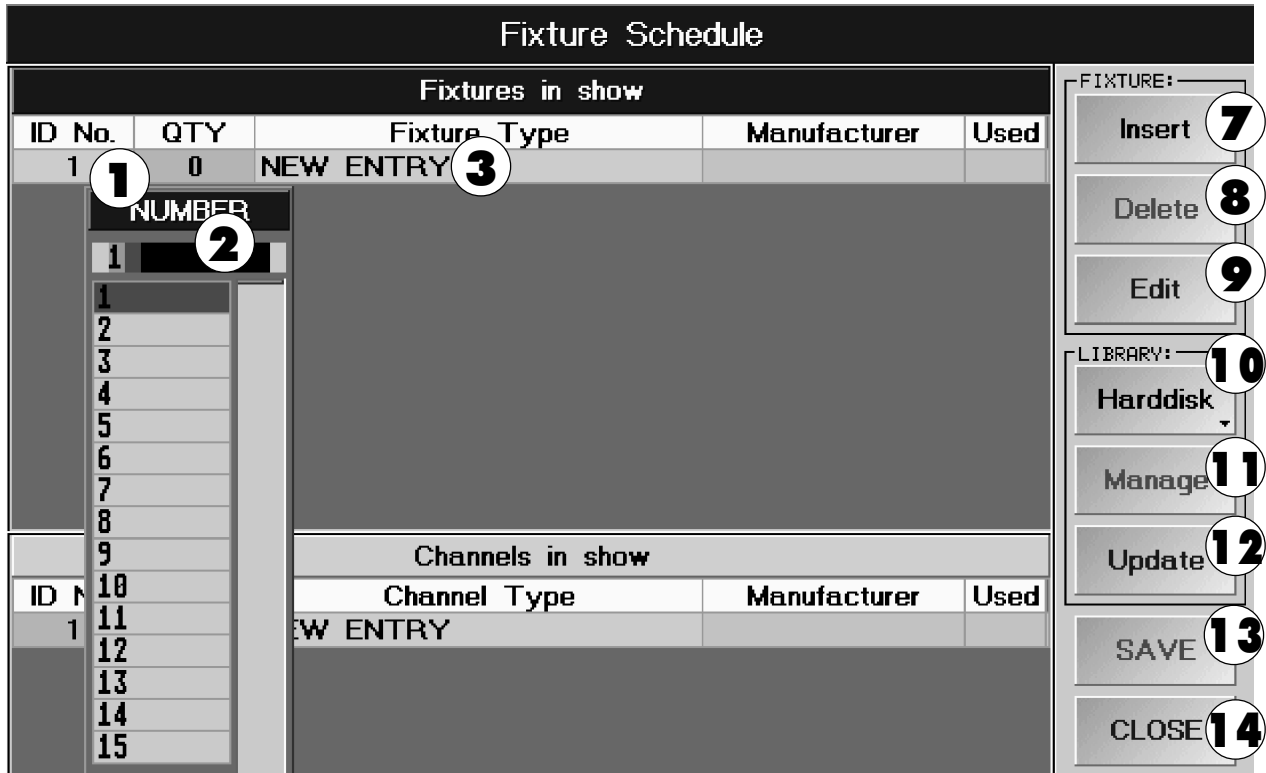 Fixture Schedule
Fixtures in show
ID No. QTY Fixture Type Manufacturer Used
1 0 NEW ENTRY
1
3
NUMBER
2
1
1
2
3
4
5
6
7
8
9
10
11
12
13
14
15
Channels in show
ID N Channel Type Manufacturer Used
1 EW ENTRY
FIXTURE:
Insert 7
Delete 8
Edit 9
LIBRARY:
10
Harddisk
Manage 11
Update 12
SAVE 13
CLOSE 14